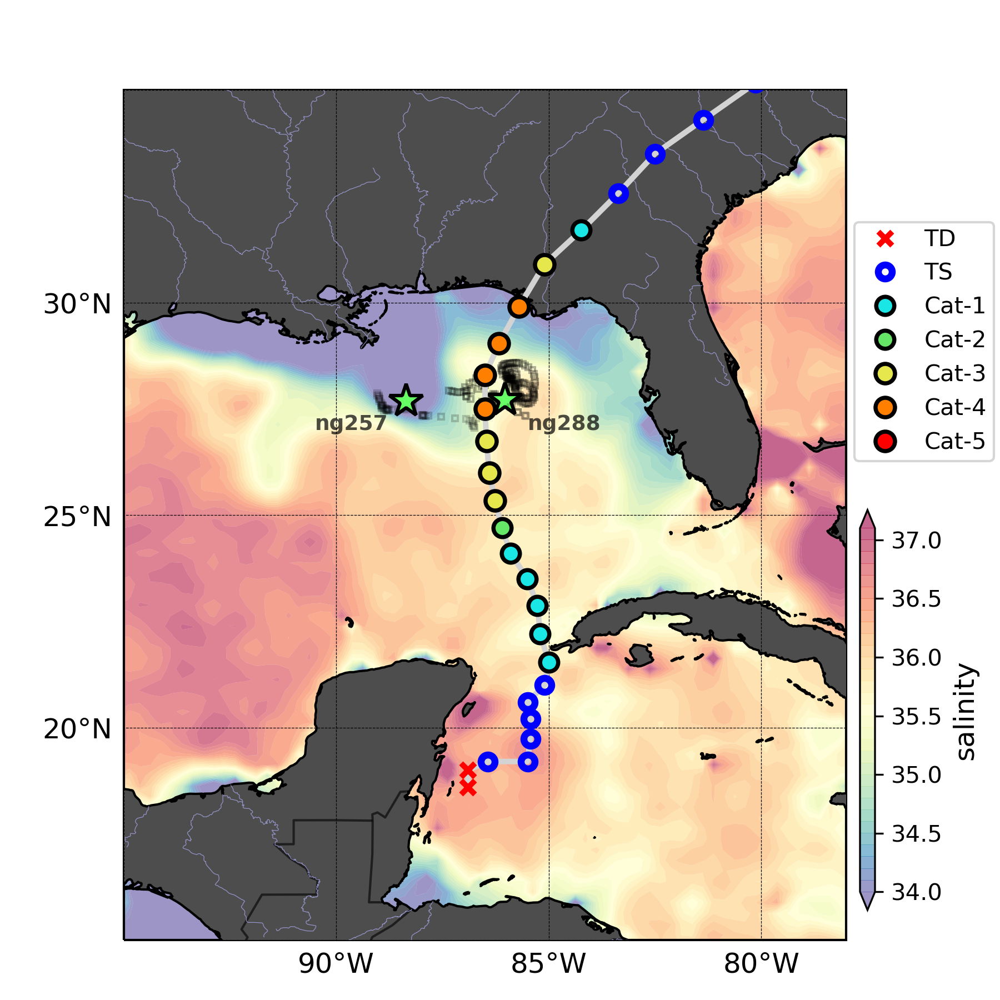 30°N
25°N
20°N
90°W
85°W
80°W
ng257
ng288
TD
TS
Cat-1
Cat-2
Cat-3
Cat-4
Cat-5
37.0
36.5
36.0
35.5
35.0
34.5
34.0
salinity